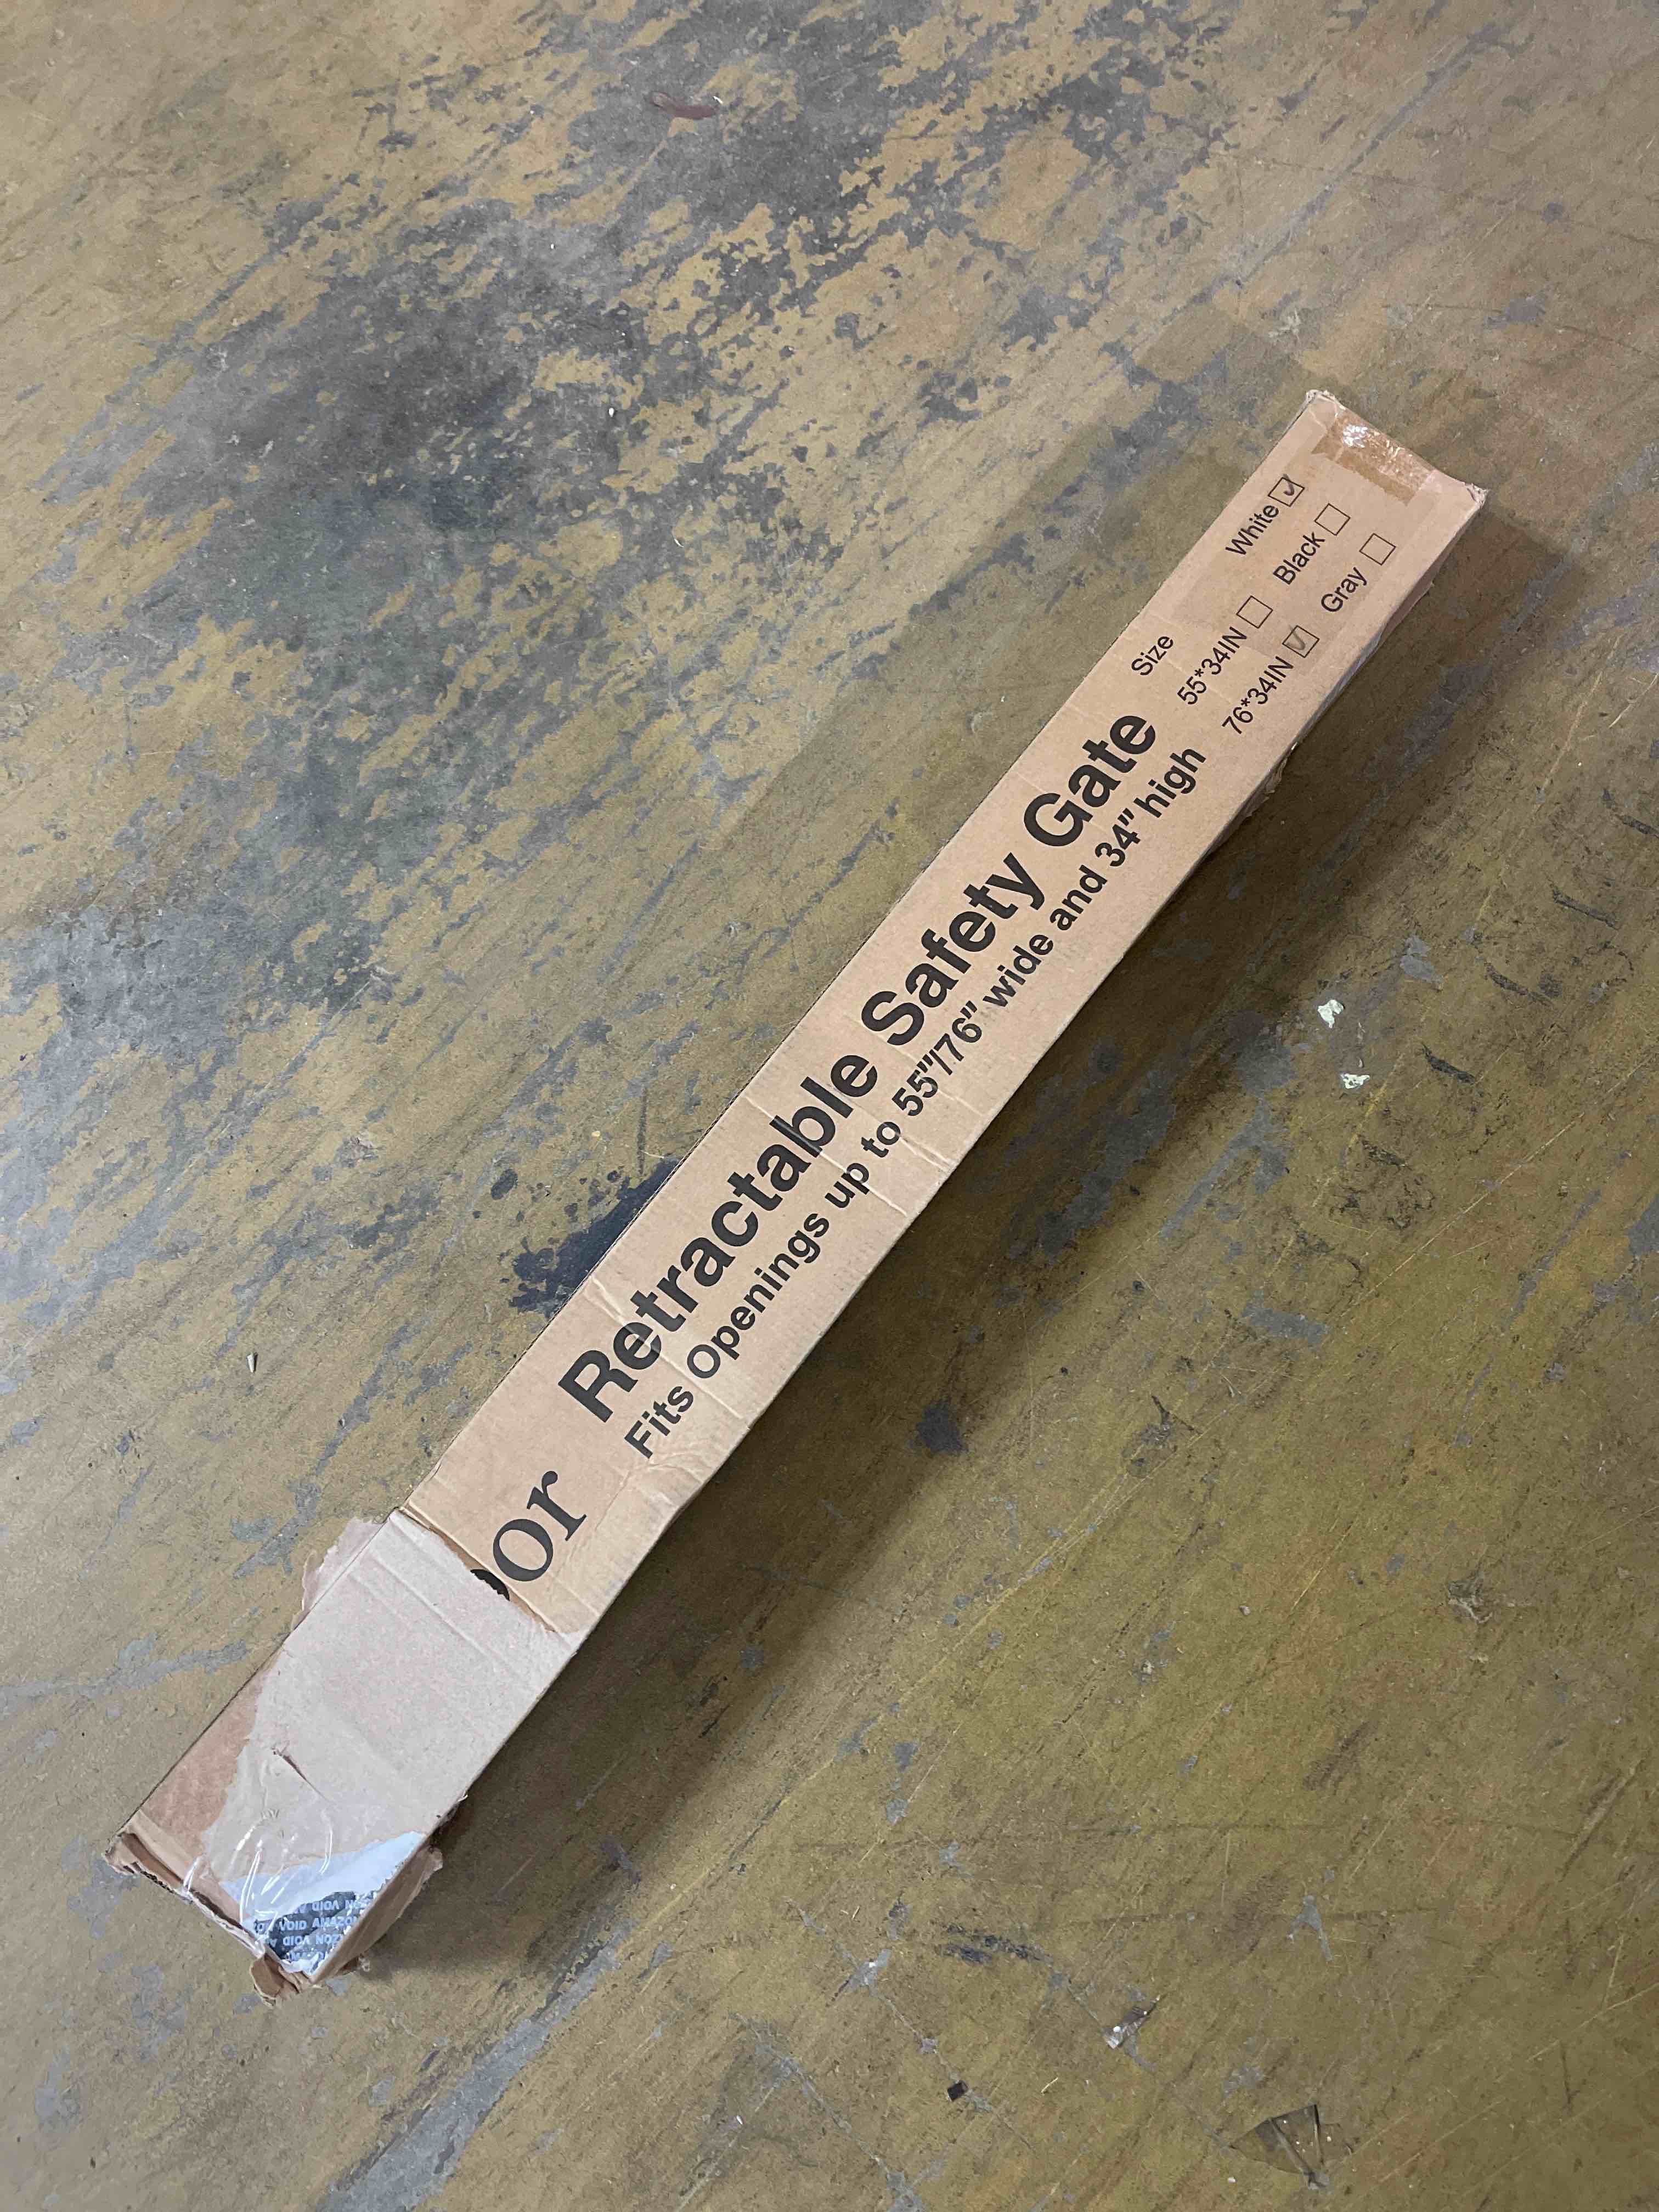 or
Retractable Safety Gate
Fits Openings up to 55"/76" wide and 34" high
Size
55*34IN
76*34IN
White
Black
Gray
VOID AMAZON